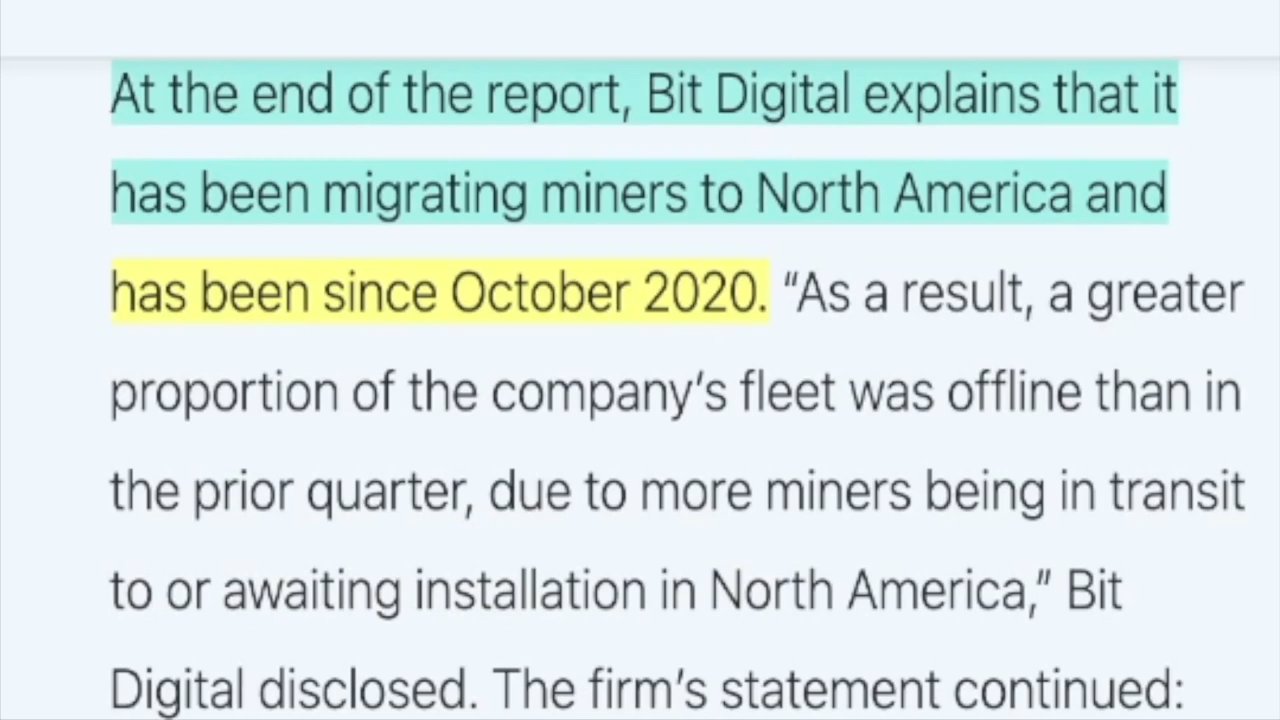 At the end of the report, Bit Digital explains that it
has been migrating miners to North America and
has been since October 2020. “As a result, a greater
proportion of the company’s fleet was offline than in
the prior quarter, due to more miners being in transit
to or awaiting installation in North America,” Bit
Digital disclosed. The firm’s statement continued: